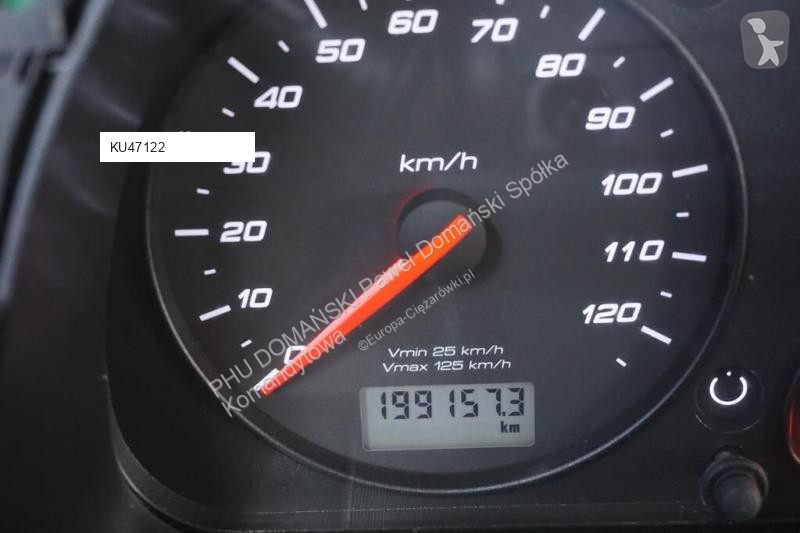 50
60
70
40
80
KU47122
30
90
km/h
100
20
110
10
120
0
Vmin 25 km/h
Vmax 125 km/h
199157.3
km
PHU DOMAŃSKI Paweł Domański Spółka
Komandytowa
©Europa-Ciężarówki.pl